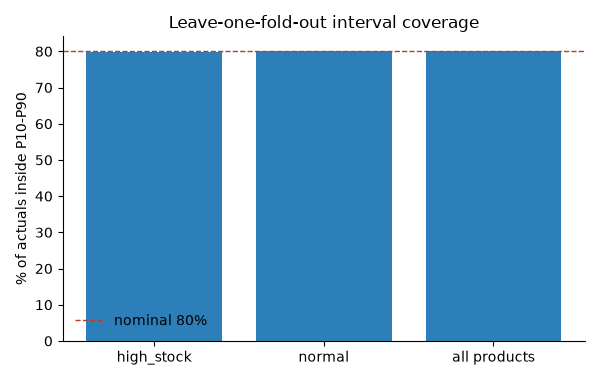 Leave-one-fold-out interval coverage
% of actuals inside P10-P90
80
70
60
50
40
30
20
10
0
nominal 80%
high_stock
normal
all products